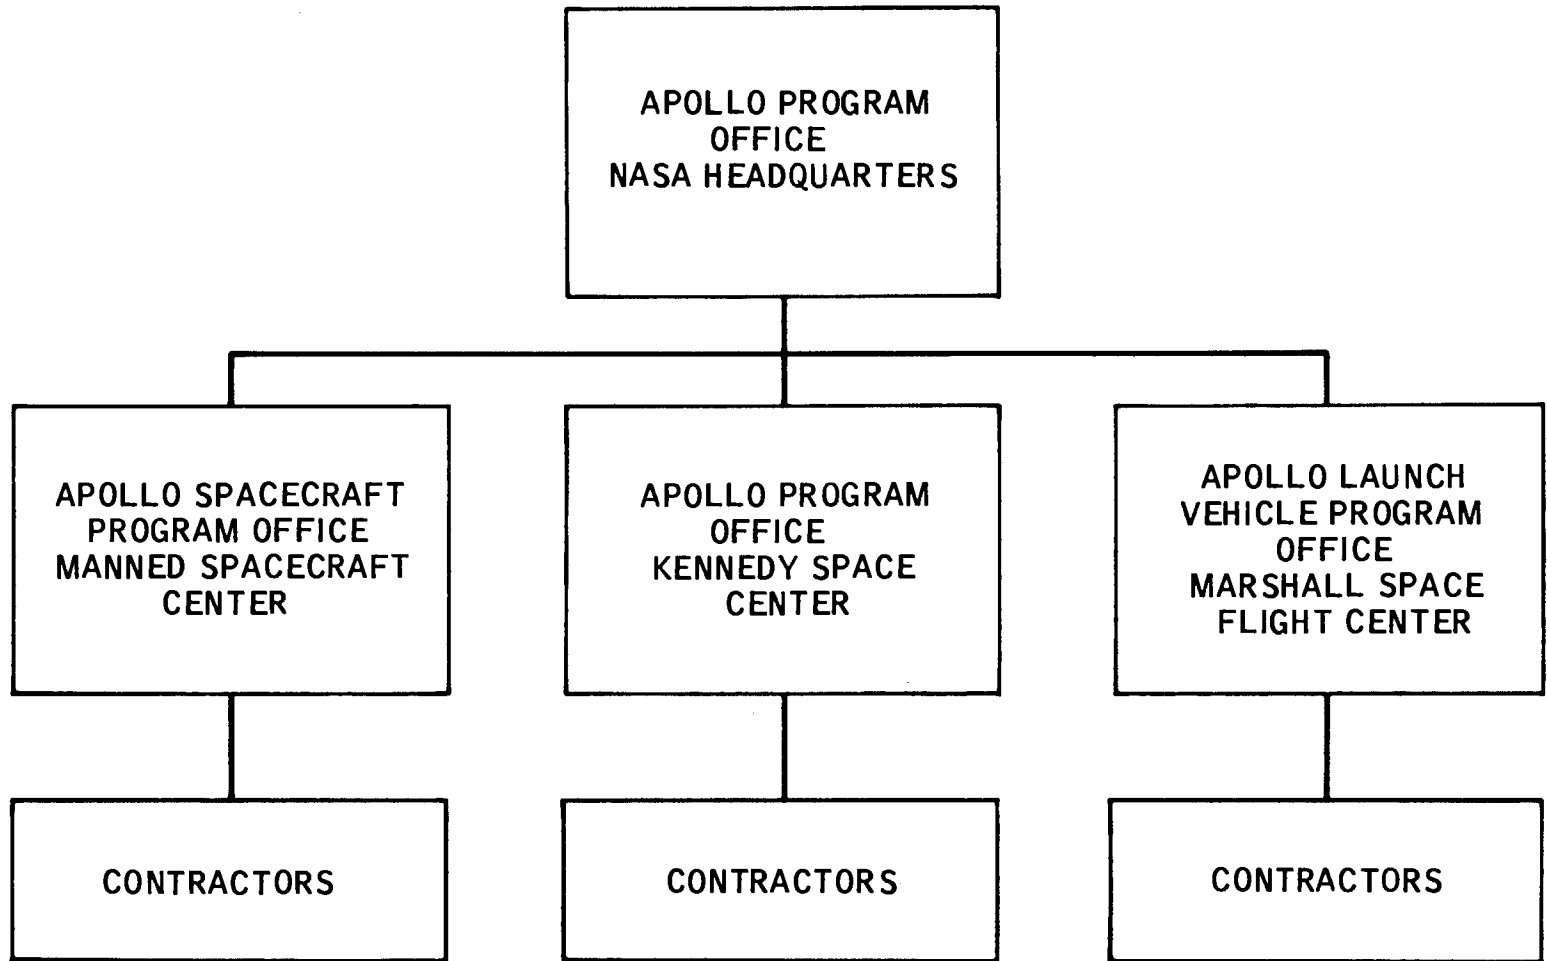 APOLLO PROGRAM
OFFICE
NASA HEADQUARTERS
APOLLO SPACECRAFT
PROGRAM OFFICE
MANNED SPACECRAFT
CENTER
APOLLO PROGRAM
OFFICE
KENNEDY SPACE
CENTER
APOLLO LAUNCH
VEHICLE PROGRAM
OFFICE
MARSHALL SPACE
FLIGHT CENTER
CONTRACTORS
CONTRACTORS
CONTRACTORS